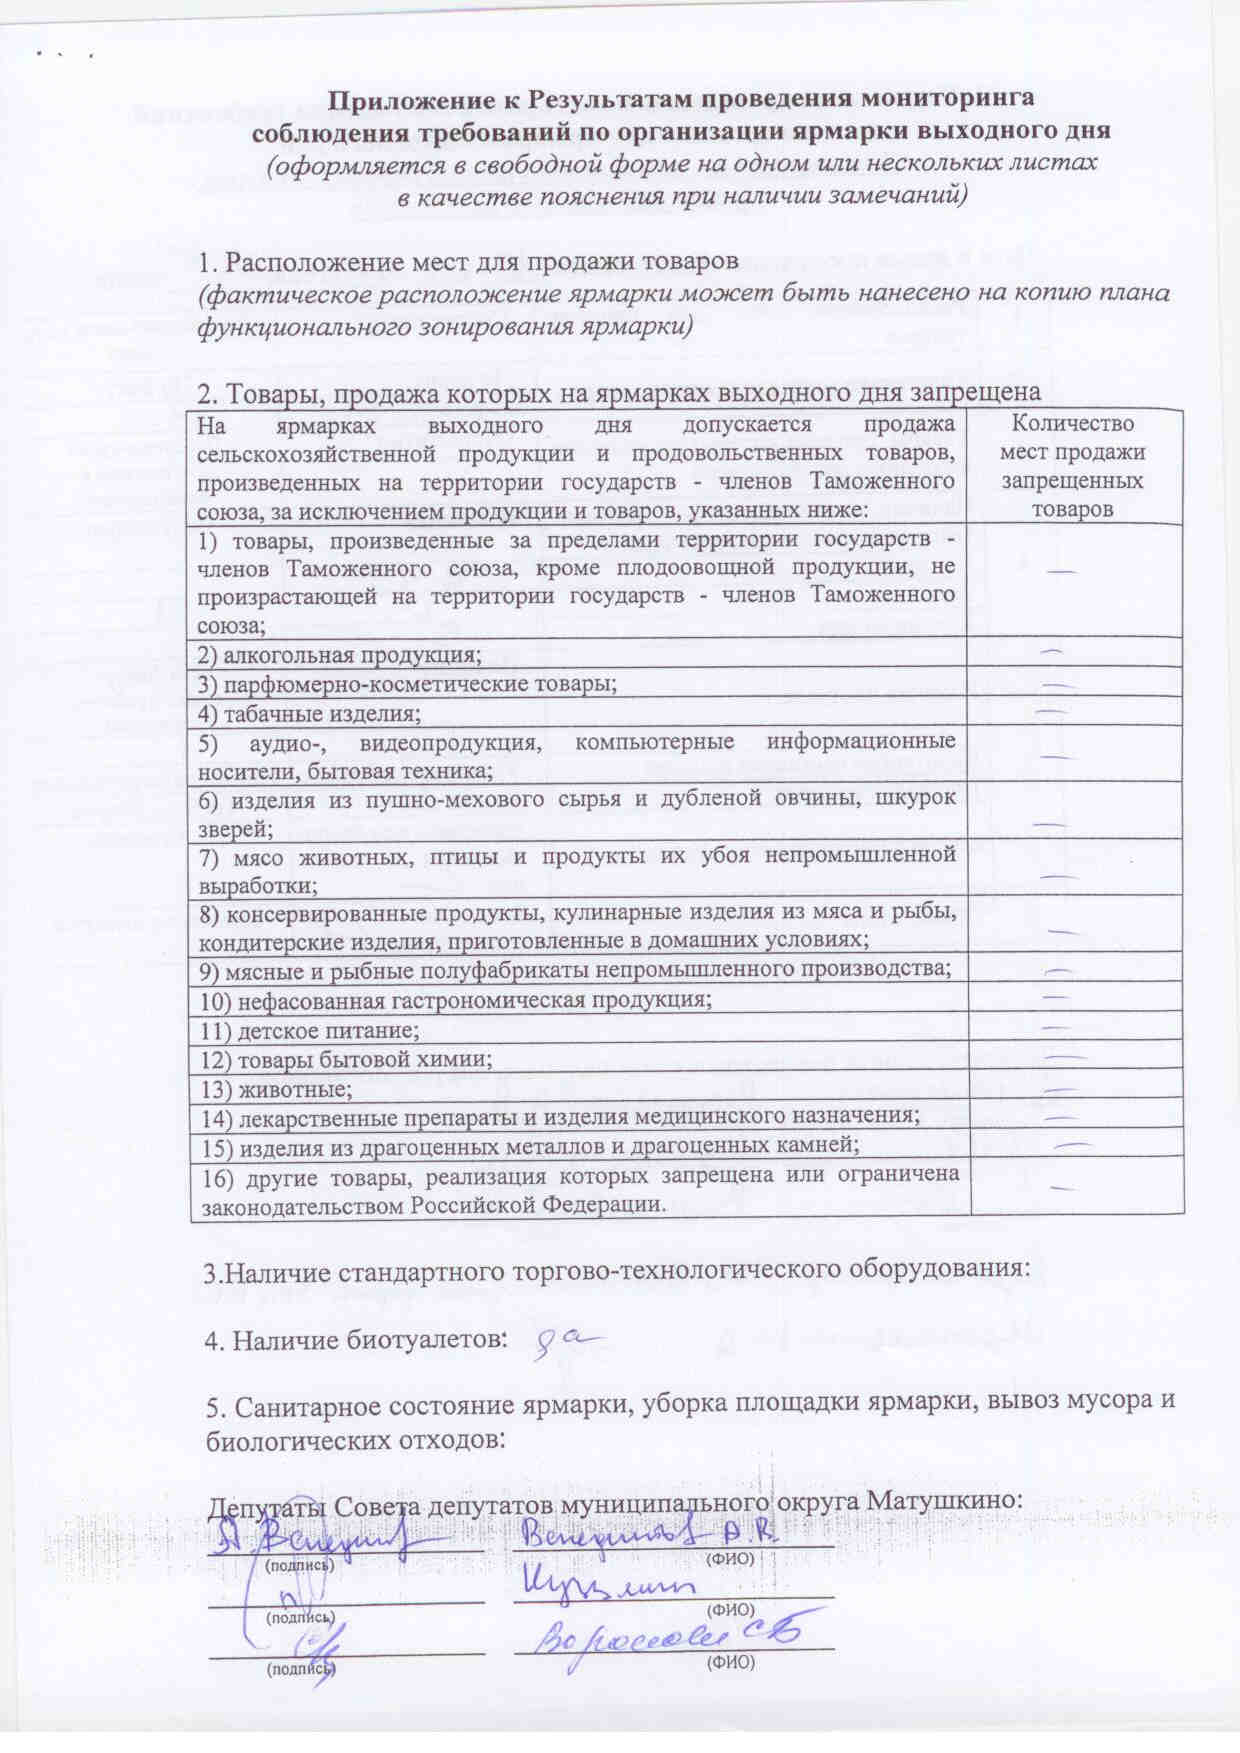 Приложение к Результатам проведения мониторинга
соблюдения требований по организации ярмарки выходного дня
(оформляется в свободной форме на одном или нескольких листах
в качестве пояснения при наличии замечаний)
1. Расположение мест для продажи товаров
(фактическое расположение ярмарки может быть нанесено на копию плана
функционального зонирования ярмарки)
2. Товары, продажа которых на ярмарках выходного дня запрещена
На ярмарках выходного дня допускается продажа
сельскохозяйственной продукции и продовольственных товаров,
произведенных на территории государств - членов Таможенного
союза, за исключением продукции и товаров, указанных ниже:
Количество
мест продажи
запрещенных
товаров
1) товары, произведенные за пределами территории государств -
членов Таможенного союза, кроме плодоовощной продукции, не
произрастающей на территории государств - членов Таможенного
союза;
—
2) алкогольная продукция;
—
3) парфюмерно-косметические товары;
—
4) табачные изделия;
—
5) аудио-, видеопродукция, компьютерные информационные
носители, бытовая техника;
—
6) изделия из пушно-мехового сырья и дубленой овчины, шкурок
зверей;
—
7) мясо животных, птицы и продукты их убоя непромышленной
выработки;
—
8) консервированные продукты, кулинарные изделия из мяса и рыбы,
кондитерские изделия, приготовленные в домашних условиях;
—
9) мясные и рыбные полуфабрикаты непромышленного производства;
—
10) нефасованная гастрономическая продукция;
—
11) детское питание;
—
12) товары бытовой химии;
—
13) животные;
—
14) лекарственные препараты и изделия медицинского назначения;
—
15) изделия из драгоценных металлов и драгоценных камней;
—
16) другие товары, реализация которых запрещена или ограничена
законодательством Российской Федерации.
—
3.Наличие стандартного торгово-технологического оборудования:
4. Наличие биотуалетов: да
5. Санитарное состояние ярмарки, уборка площадки ярмарки, вывоз мусора и
биологических отходов:
Депутаты Совета депутатов муниципального округа Матушкино:
(подпись) (ФИО)
(подпись) (ФИО)
(подпись) (ФИО)